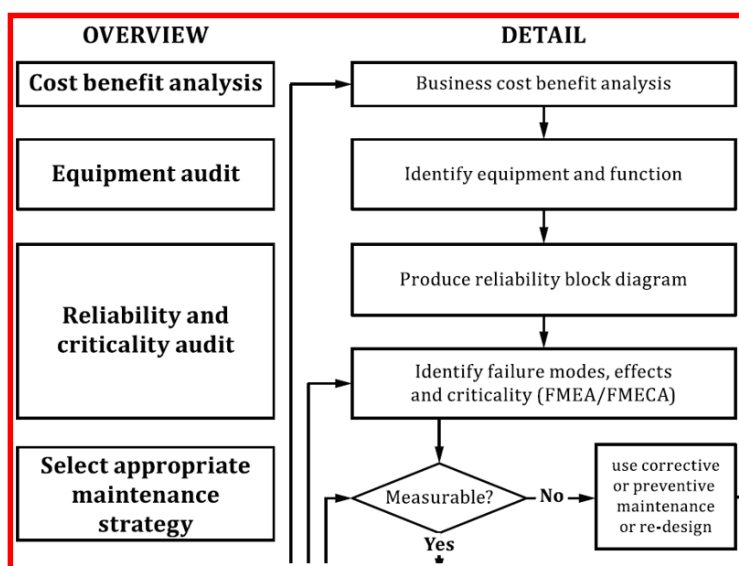 OVERVIEW
DETAIL
Cost benefit analysis
Business cost benefit analysis
Equipment audit
Identify equipment and function
Produce reliability block diagram
Reliability and
criticality audit
Identify failure modes, effects
and criticality (FMEA/FMECA)
Select appropriate
maintenance
strategy
Measurable?
No
use corrective
or preventive
maintenance
or re-design
Yes